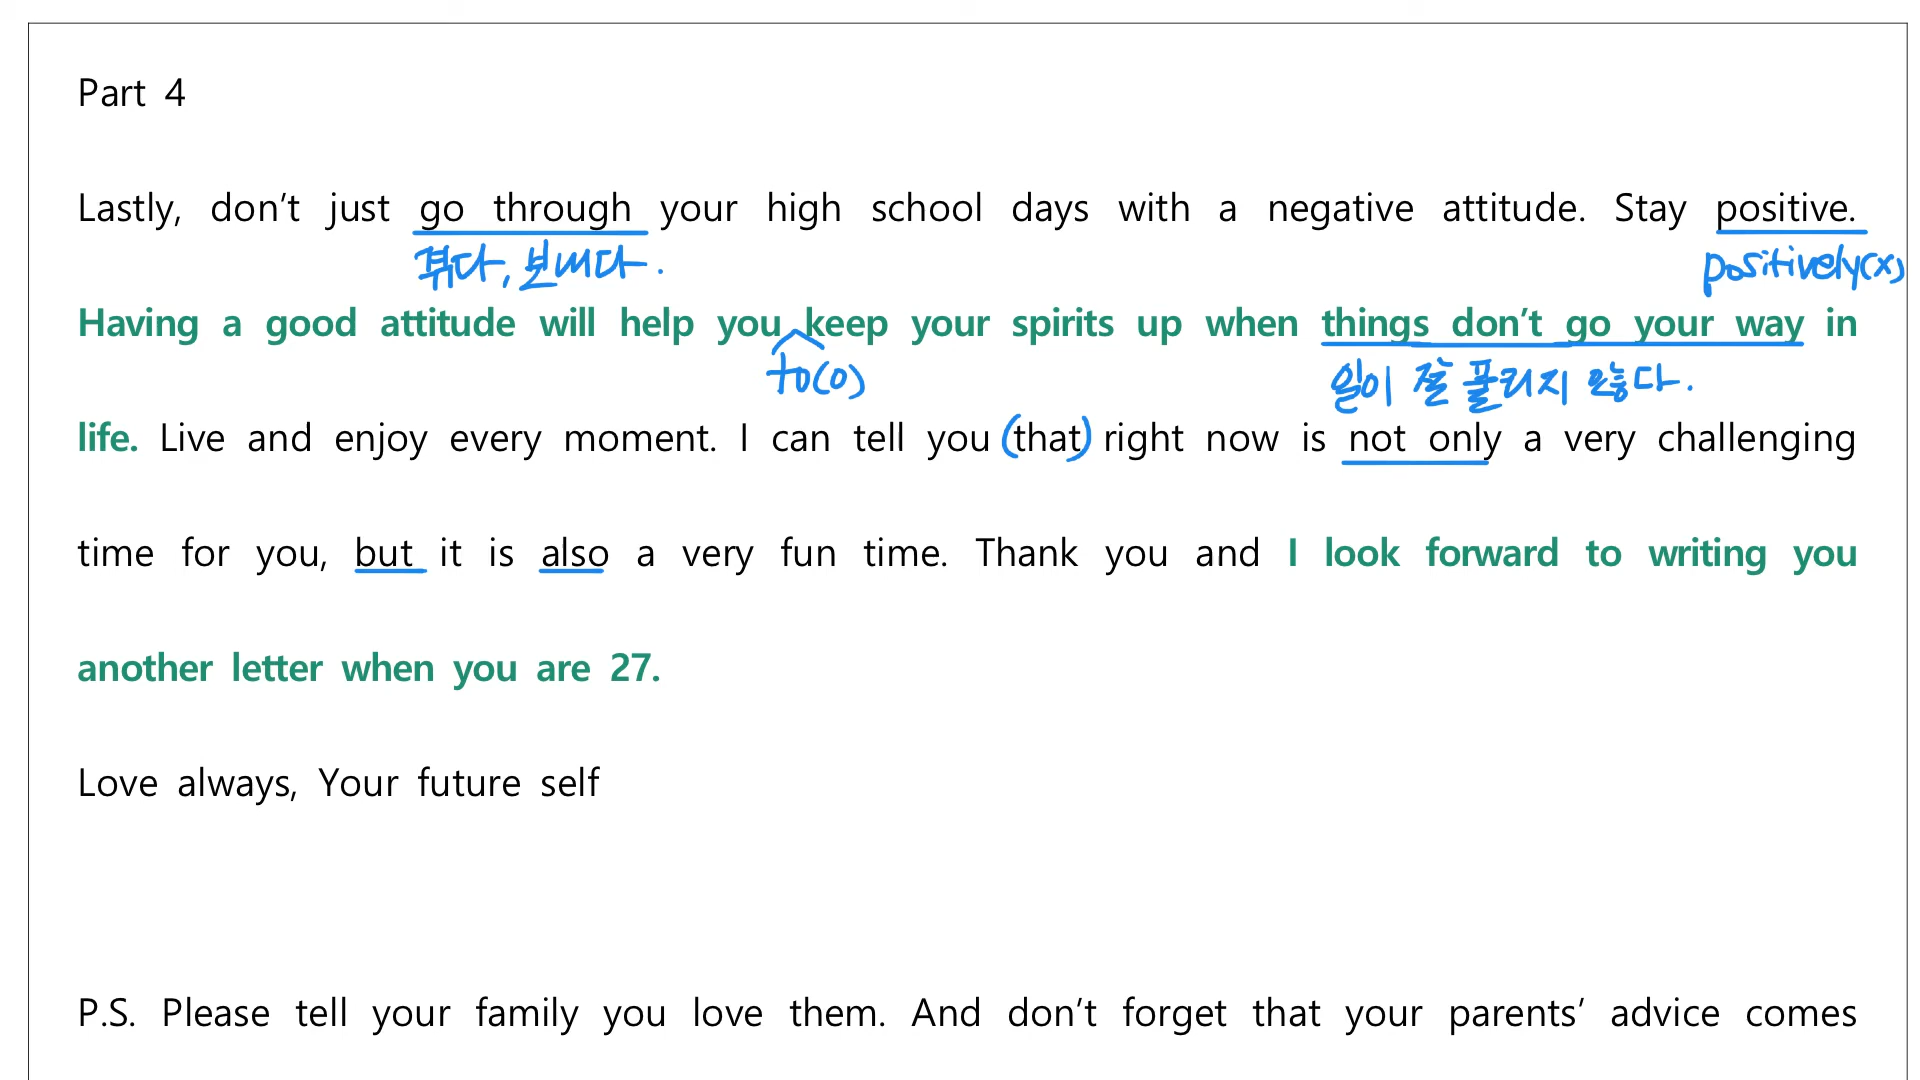 Part 4
Lastly, don't just go through your high school days with a negative attitude. Stay positive.
겪다, 보내다.
positively(x)
Having a good attitude will help you keep your spirits up when things don't go your way in
to(o)
일이 잘 풀리지 않다.
life. Live and enjoy every moment. I can tell you (that) right now is not only a very challenging
time for you, but it is also a very fun time. Thank you and I look forward to writing you
another letter when you are 27.
Love always, Your future self
P.S. Please tell your family you love them. And don't forget that your parents' advice comes